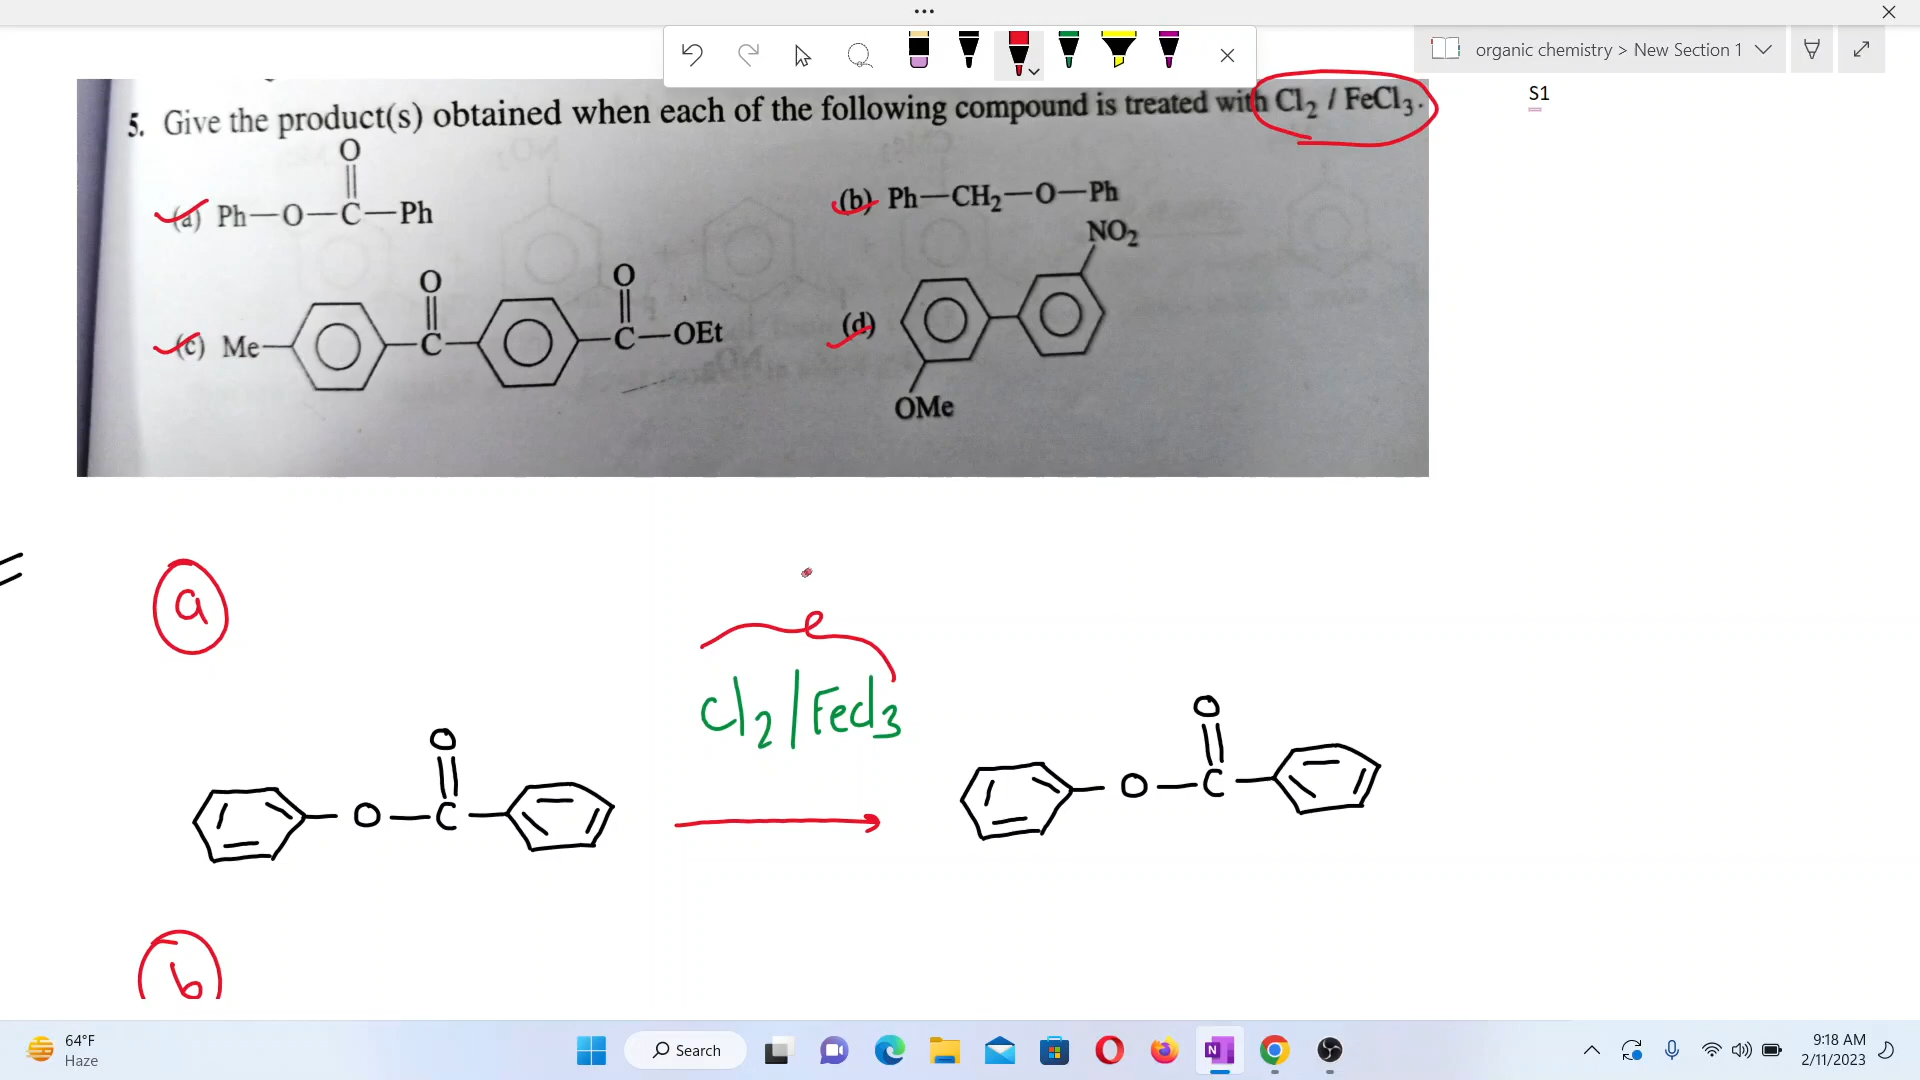 •••
organic chemistry > New Section 1
S1
5. Give the product(s) obtained when each of the following compound is treated with Cl₂ / FeCl₃.
O
(a) Ph—O—C—Ph
(b) Ph—CH₂—O—Ph
NO₂
O
O
(c) Me— —C— —C—OEt
(d)
OMe
a
Cl₂/FeCl₃
O
O—C
O
O—C
b
64°F
Haze
Search
9:18 AM
2/11/2023